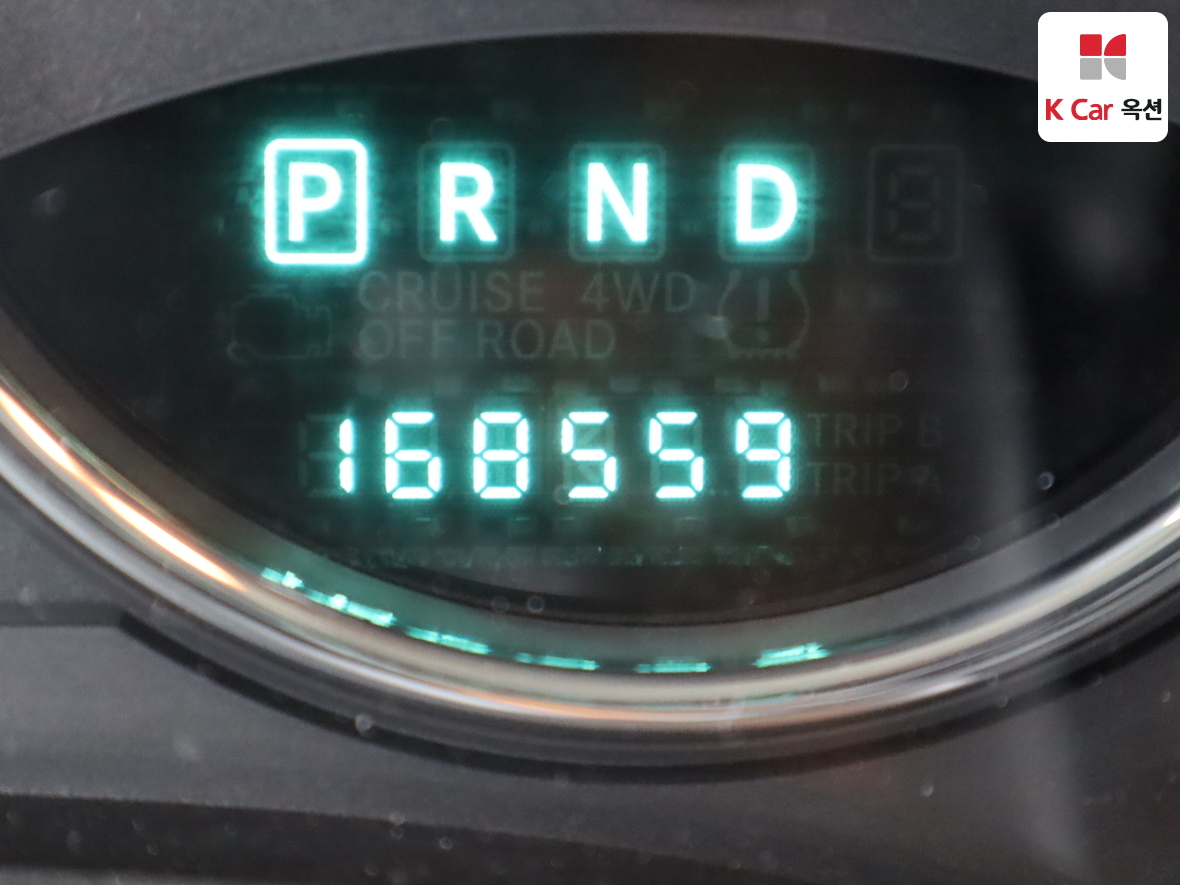 K Car 옥션
P R N D
CRUISE 4WD
OFF ROAD
168559
TRIP B
TRIP A